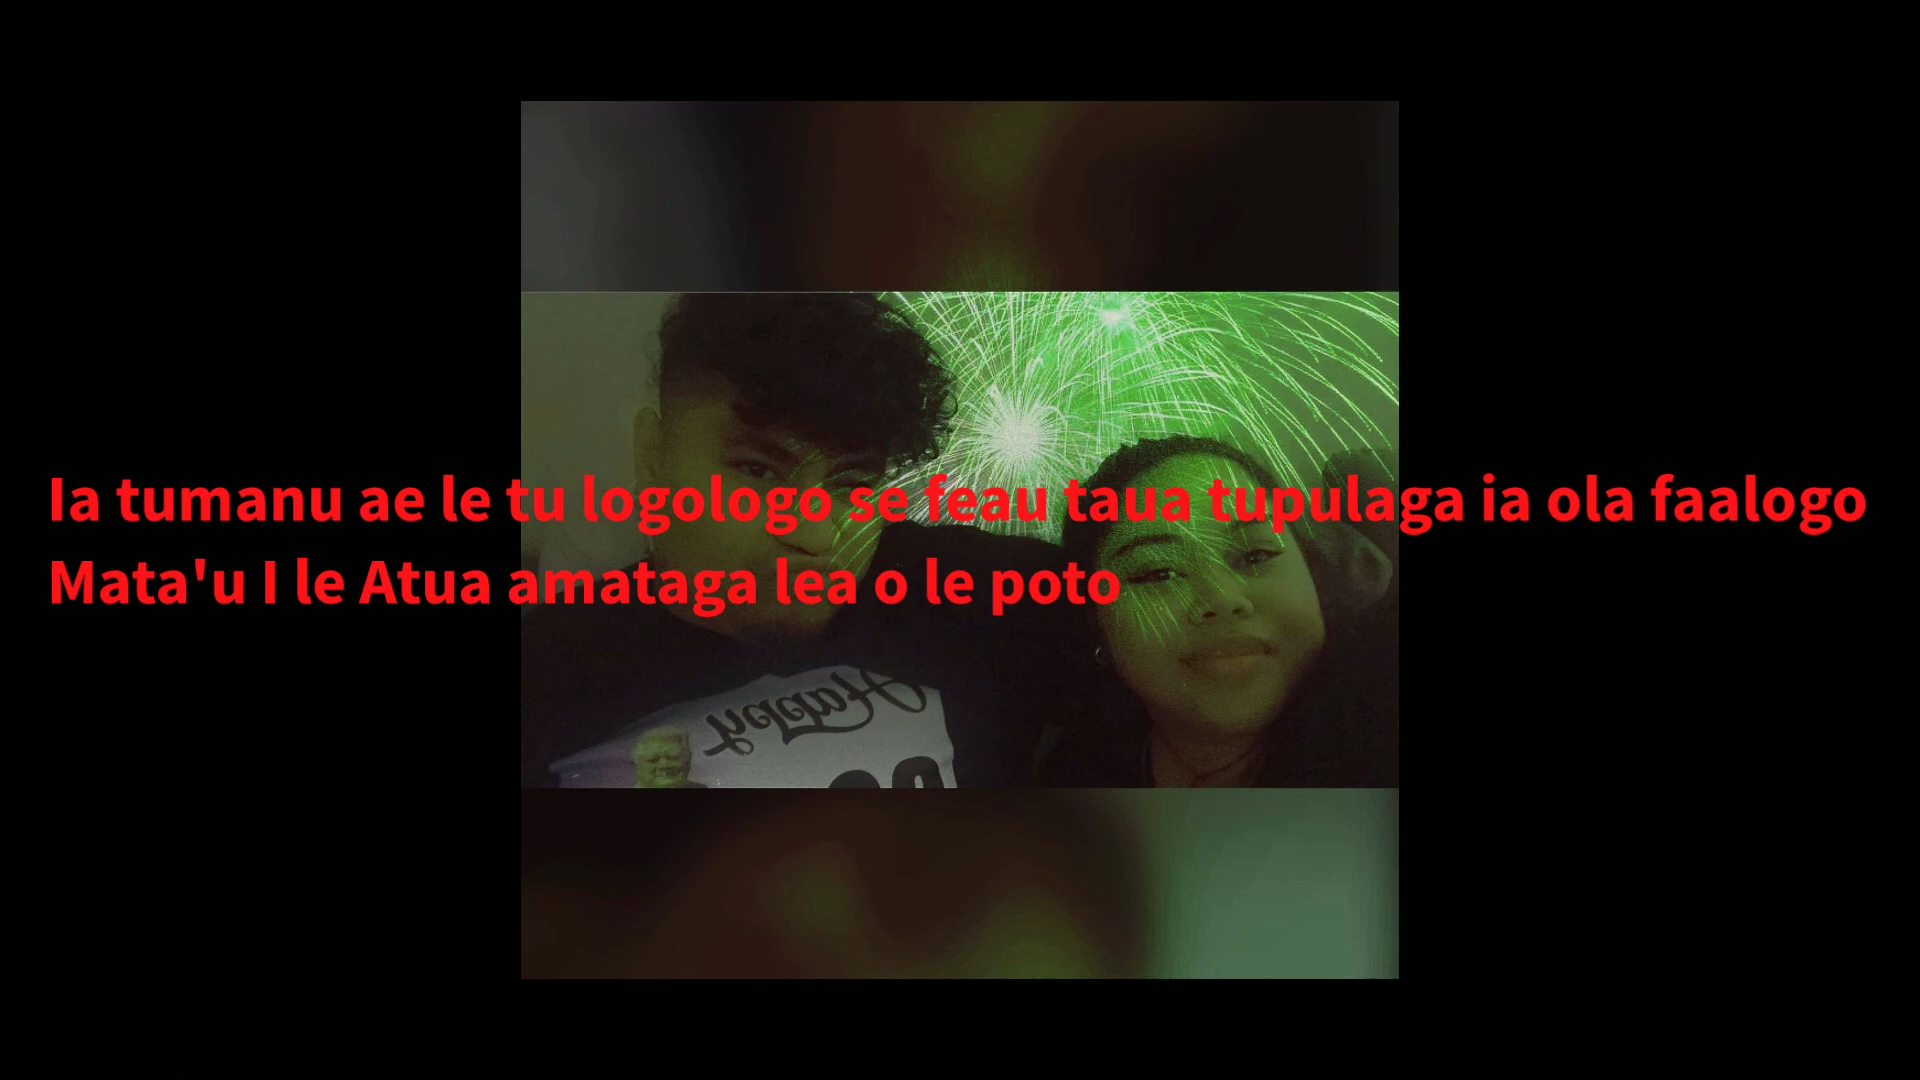 Ia tumanu ae le tu logologo se feau taua tupulaga ia ola faalogo
Mata'u I le Atua amataga lea o le poto